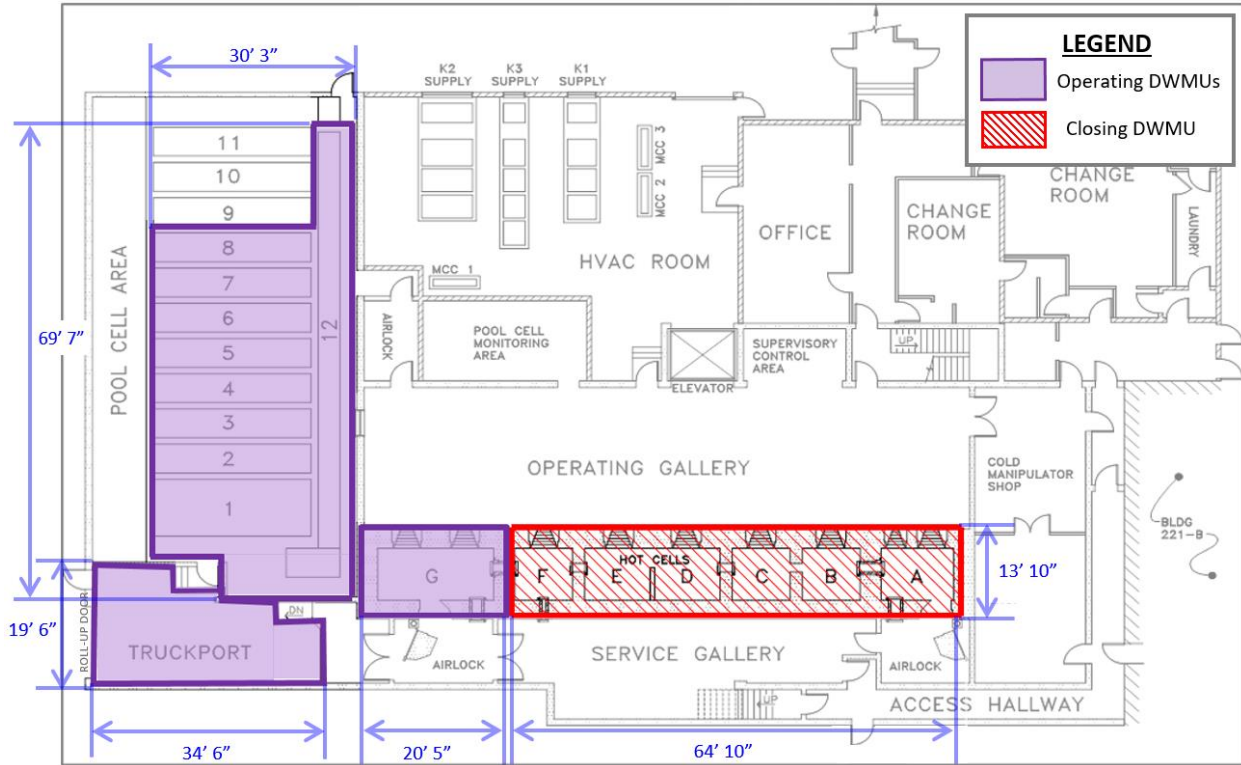 LEGEND
Operating DWMUs
Closing DWMU
30' 3"
K2
SUPPLY
K3
SUPPLY
K1
SUPPLY
MCC 3
MCC 2
11
10
9
8
7
6
5
4
3
2
1
12
POOL CELL AREA
69' 7"
OFFICE
CHANGE
ROOM
CHANGE
ROOM
LAUNDRY
HVAC ROOM
MCC 1
AIRLOCK
POOL CELL
MONITORING
AREA
ELEVATOR
SUPERVISORY
CONTROL
AREA
UP
OPERATING GALLERY
COLD
MANIPULATOR
SHOP
BLDG
221-B
HOT CELLS
G
F
E
D
C
B
A
13' 10"
19' 6"
ROLL-UP DOOR
DN
TRUCKPORT
AIRLOCK
SERVICE GALLERY
AIRLOCK
UP
ACCESS HALLWAY
34' 6"
20' 5"
64' 10"